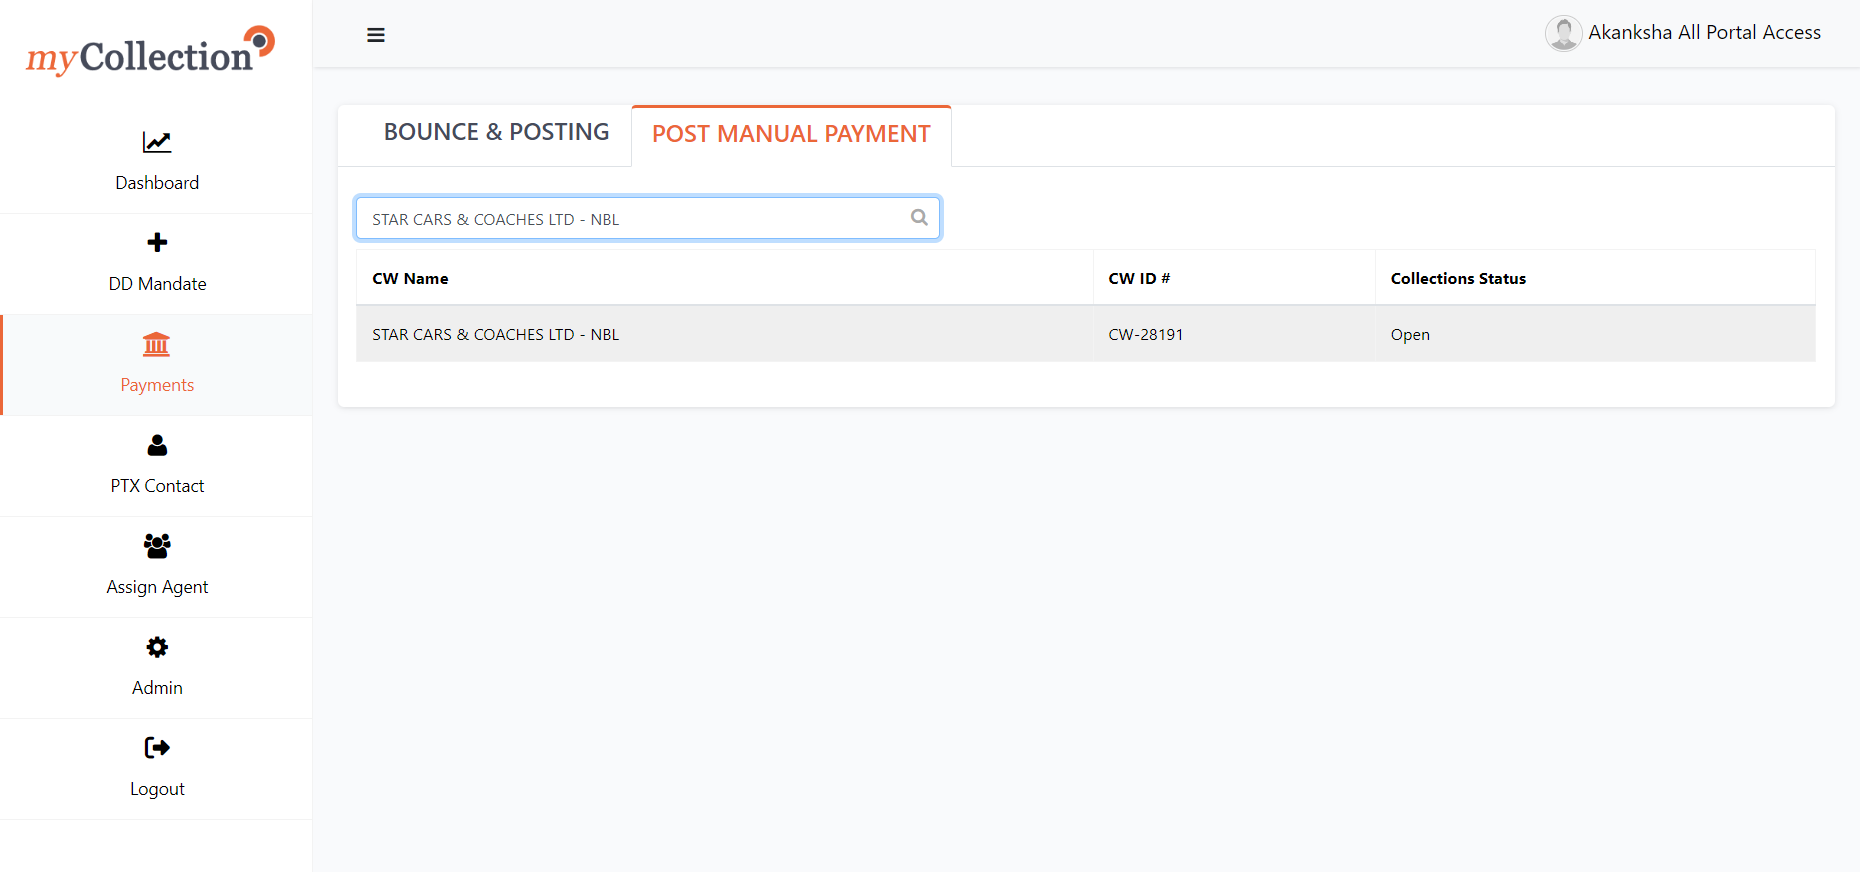 myCollection
Akanksha All Portal Access
Dashboard
DD Mandate
Payments
PTX Contact
Assign Agent
Admin
Logout
BOUNCE & POSTING
POST MANUAL PAYMENT
STAR CARS & COACHES LTD - NBL
CW Name CW ID # Collections Status
STAR CARS & COACHES LTD - NBL CW-28191 Open